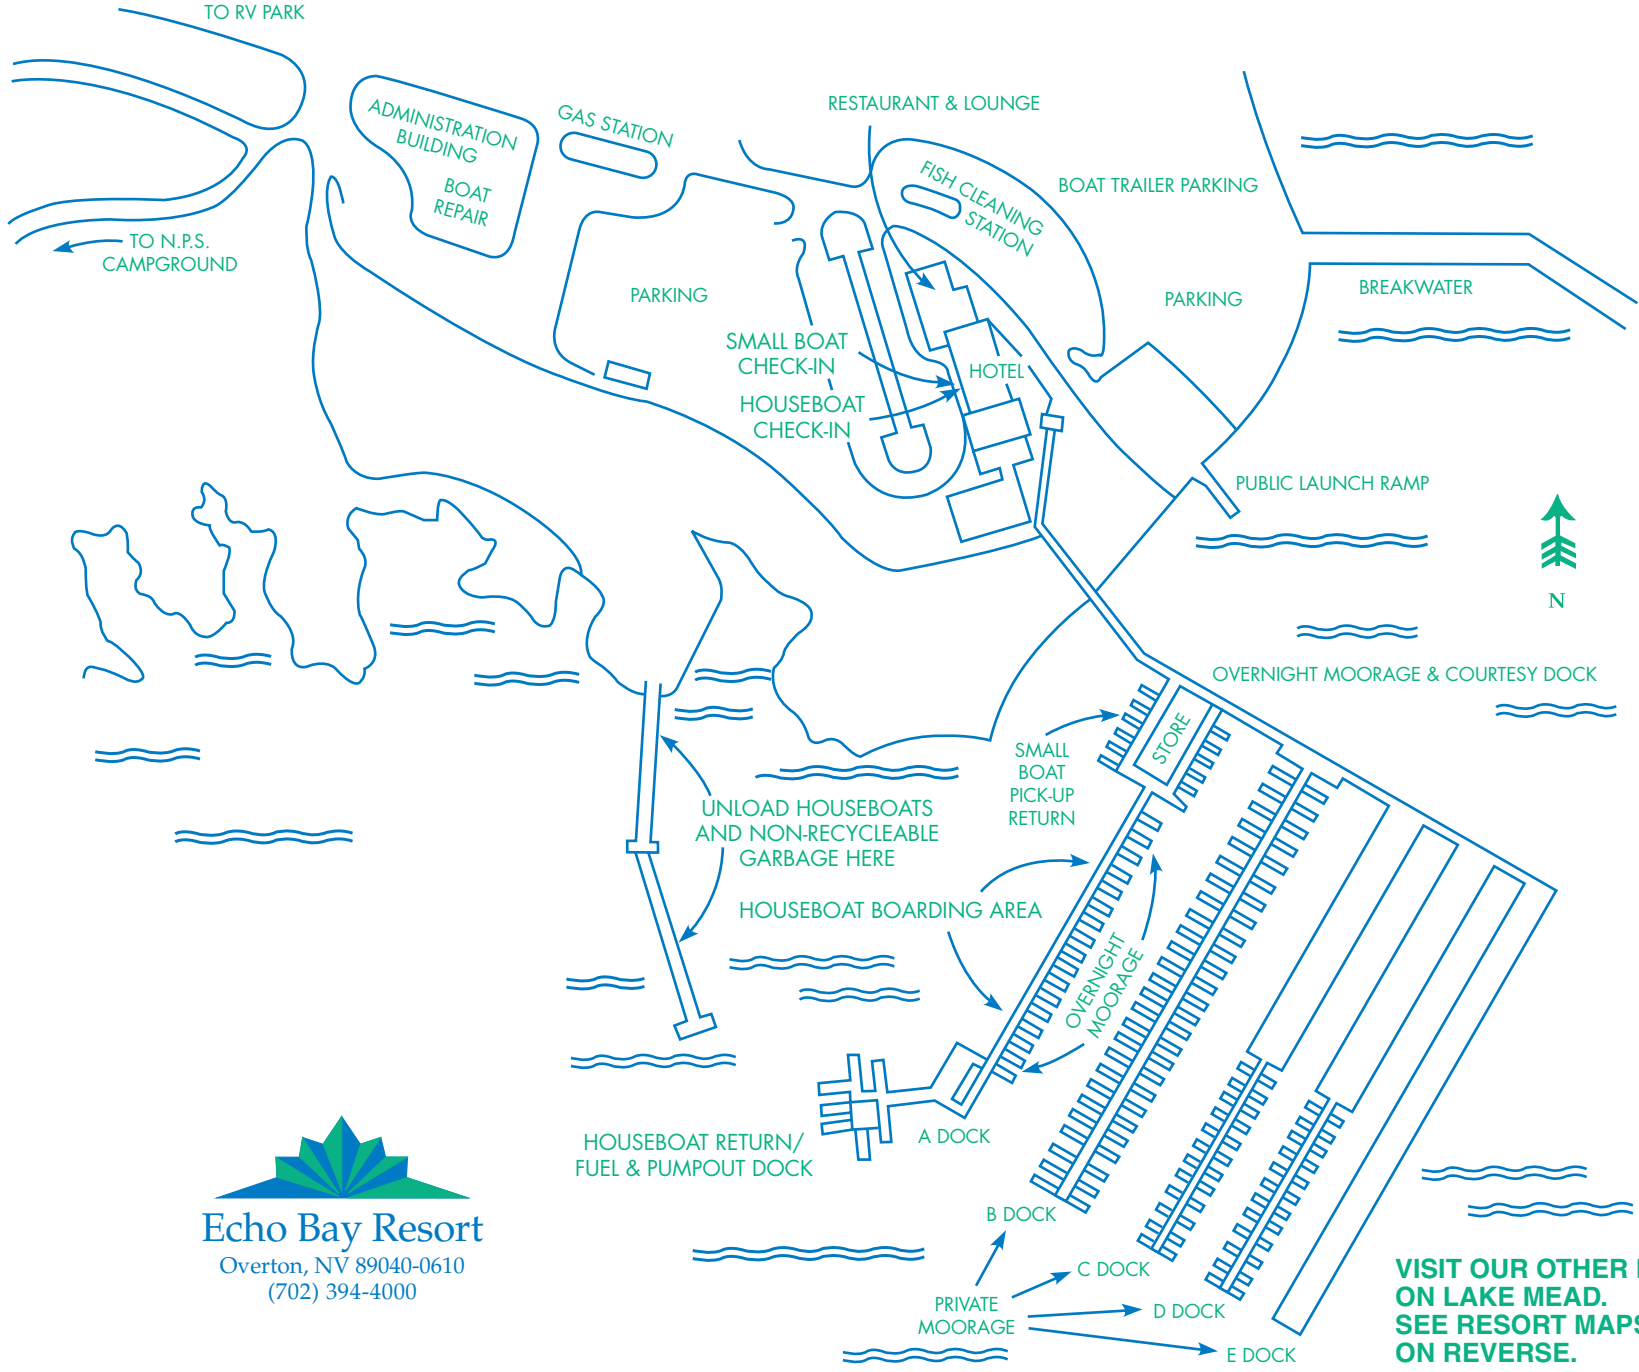 TO RV PARK
ADMINISTRATION
BUILDING
BOAT
REPAIR
GAS STATION
RESTAURANT & LOUNGE
FISH CLEANING
STATION
BOAT TRAILER PARKING
TO N.P.S.
CAMPGROUND
PARKING
PARKING
BREAKWATER
SMALL BOAT
CHECK-IN
HOTEL
HOUSEBOAT
CHECK-IN
PUBLIC LAUNCH RAMP
N
OVERNIGHT MOORAGE & COURTESY DOCK
STORE
SMALL
BOAT
PICK-UP
RETURN
UNLOAD HOUSEBOATS
AND NON-RECYCLEABLE
GARBAGE HERE
HOUSEBOAT BOARDING AREA
OVERNIGHT
MOORAGE
A DOCK
HOUSEBOAT RETURN/
FUEL & PUMPOUT DOCK
B DOCK
C DOCK
PRIVATE
MOORAGE
D DOCK
E DOCK
Echo Bay Resort
Overton, NV 89040-0610
(702) 394-4000
VISIT OUR OTHER
ON LAKE MEAD.
SEE RESORT MAPS
ON REVERSE.